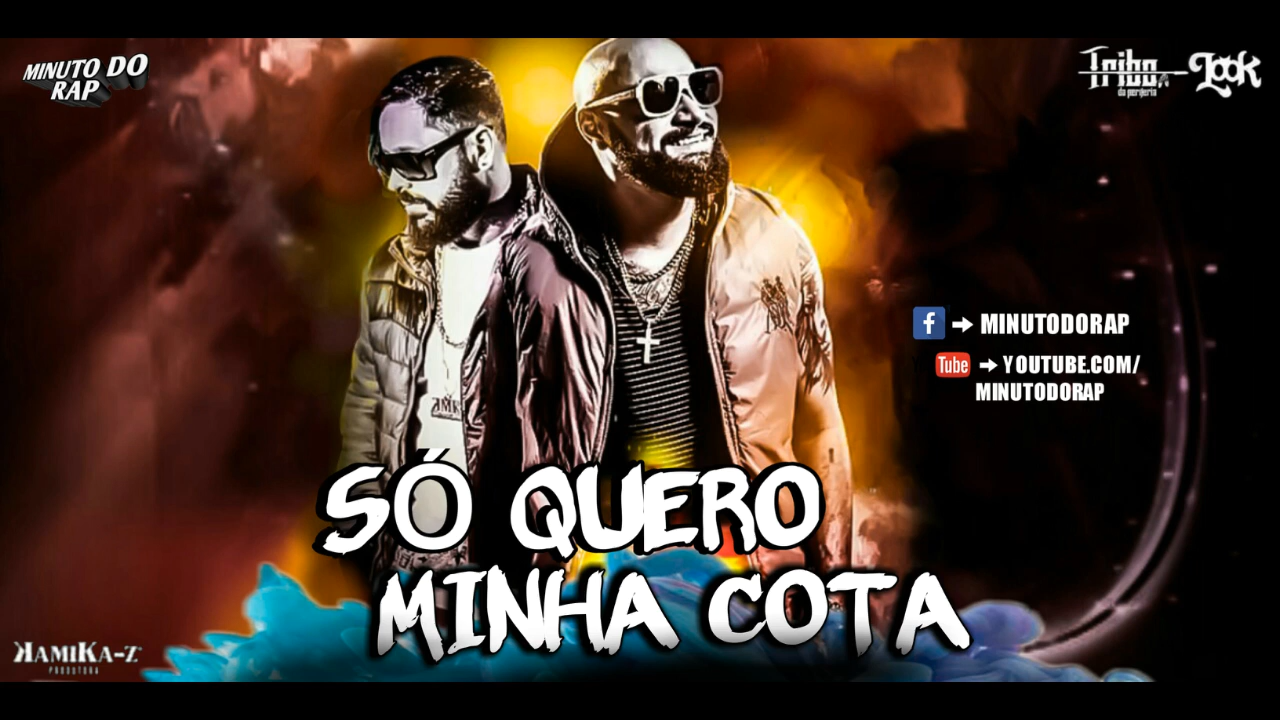 MINUTO DO
RAP
Tribo
da periferia
Look
f → MINUTODORAP
Tube → YOUTUBE.COM/
MINUTODORAP
SÓ QUERO
MINHA COTA
KAMIKA-Z
PRODUTORA